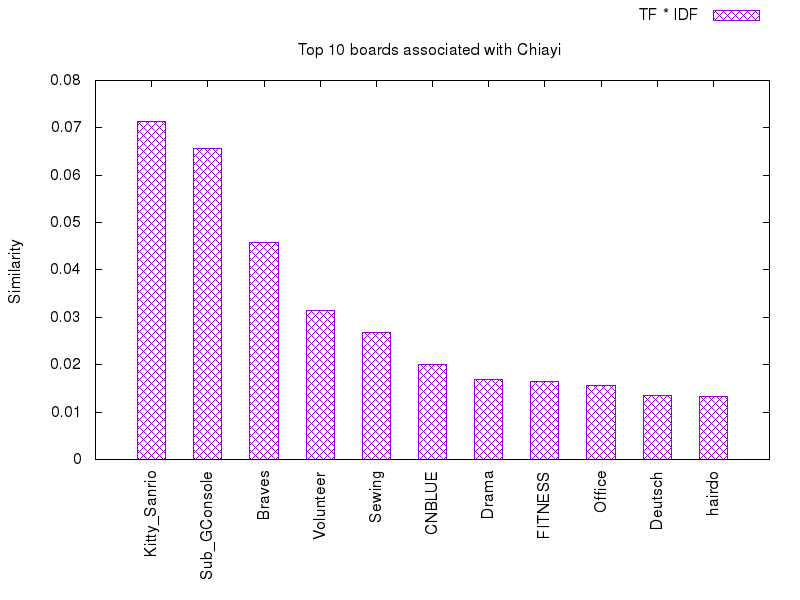 TF * IDF
Top 10 boards associated with Chiayi
Similarity
0.08
0.07
0.06
0.05
0.04
0.03
0.02
0.01
0
Kitty_Sanrio
Sub_GConsole
Braves
Volunteer
Sewing
CNBLUE
Drama
FITNESS
Office
Deutsch
hairdo